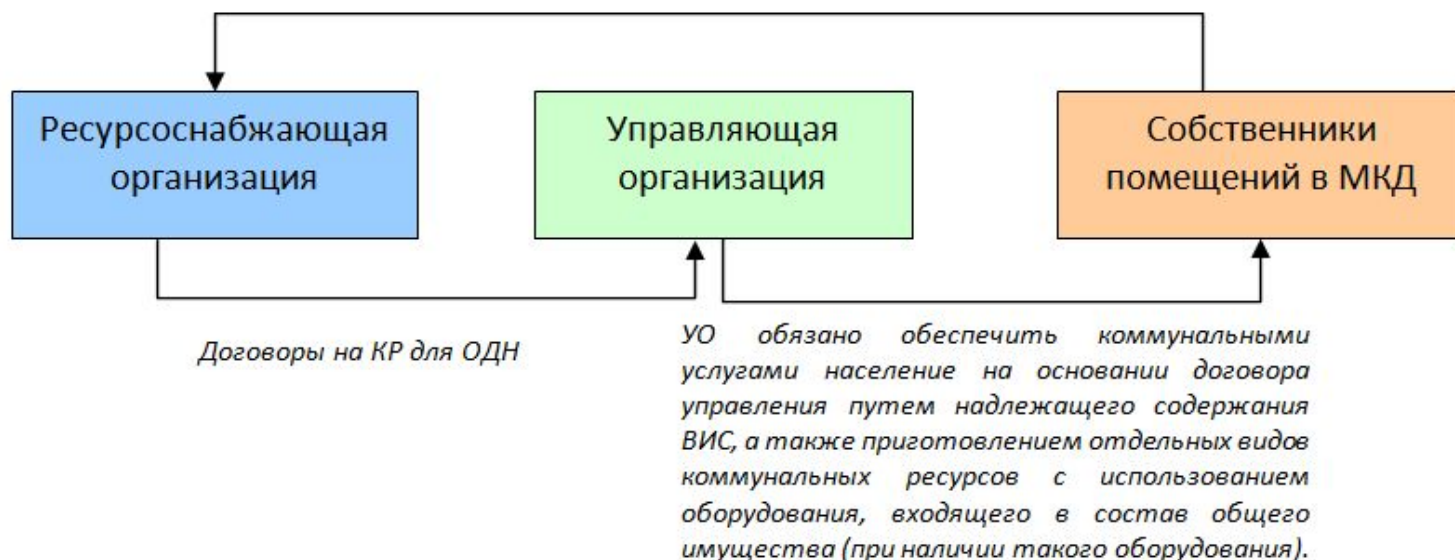 Ресурсоснабжающая
организация
Управляющая
организация
Собственники
помещений в МКД
Договоры на КР для ОДН
УО обязано обеспечить коммунальными
услугами население на основании договора
управления путем надлежащего содержания
ВИС, а также приготовлением отдельных видов
коммунальных ресурсов с использованием
оборудования, входящего в состав общего
имущества (при наличии такого оборудования).